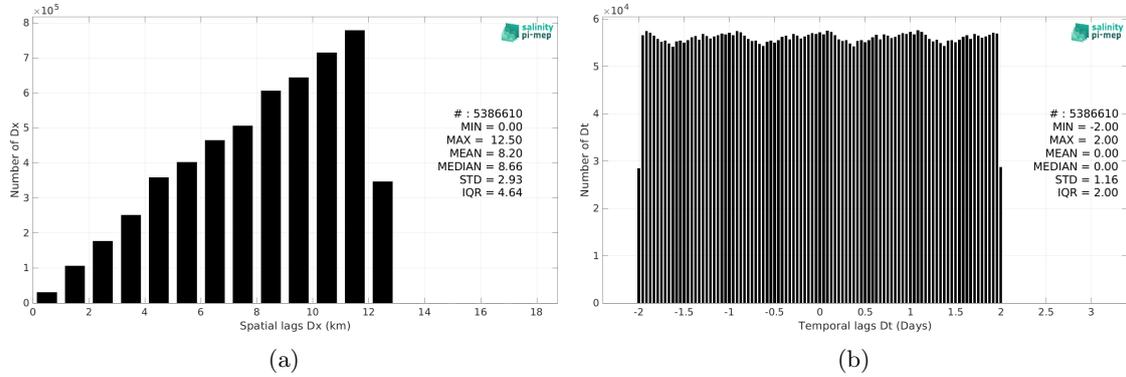 ×10⁵
8
7
6
5
4
3
2
1
0
Number of Dx
0 2 4 6 8 10 12 14 16 18
Spatial lags Dx (km)
salinity
pi-mep
# : 5386610
MIN = 0.00
MAX = 12.50
MEAN = 8.20
MEDIAN = 8.66
STD = 2.93
IQR = 4.64
(a)
×10⁴
6
5
4
3
2
1
0
Number of Dt
-2 -1.5 -1 -0.5 0 0.5 1 1.5 2 2.5 3
Temporal lags Dt (Days)
salinity
pi-mep
# : 5386610
MIN = -2.00
MAX = 2.00
MEAN = 0.00
MEDIAN = 0.00
STD = 1.16
IQR = 2.00
(b)